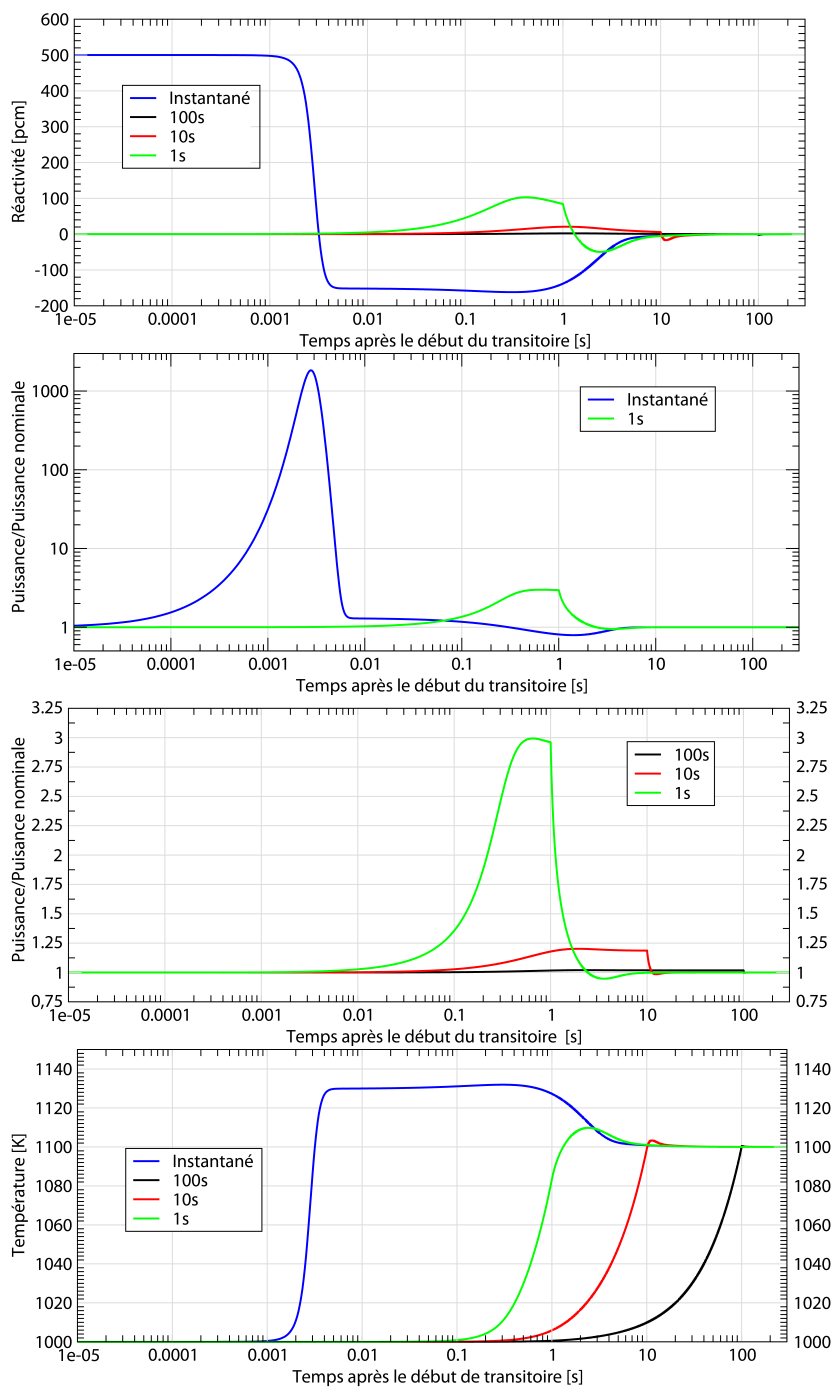 600
500
400
300
200
100
0
-100
-200
Réactivité [pcm]
Instantané
100s
10s
1s
1e-05 0.0001 0.001 0.01 0.1 1 10 100
Temps après le début du transitoire [s]
1000
100
10
1
Puissance/Puissance nominale
Instantané
1s
1e-05 0.0001 0.001 0.01 0.1 1 10 100
Temps après le début du transitoire [s]
3.25 3.25
3 3
2.75 2.75
2.5 2.5
2.25 2.25
2 2
1.75 1.75
1.5 1.5
1.25 1.25
1 1
0,75 0.75
Puissance/Puisance nominale
100s
10s
1s
1e-05 0.0001 0.001 0.01 0.1 1 10 100
Temps après le début du transitoire [s]
1140 1140
1120 1120
1100 1100
1080 1080
1060 1060
1040 1040
1020 1020
1000 1000
Température [K]
Instantané
100s
10s
1s
1e-05 0.0001 0.001 0.01 0.1 1 10 100
Temps après le début de transitoire [s]